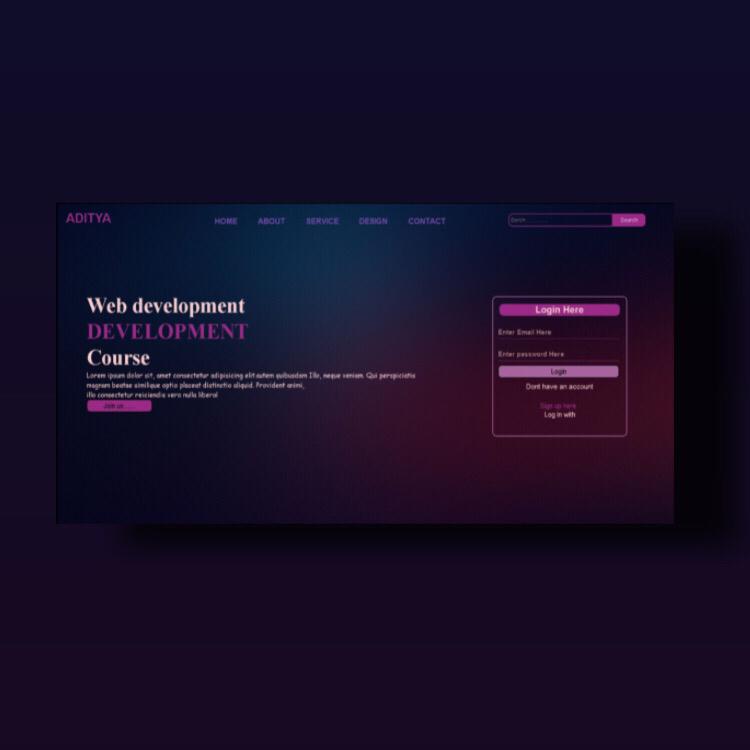 ADITYA
HOME ABOUT SERVICE DESIGN CONTACT
Search
Web development
DEVELOPMENT
Course
Lorem ipsum dolor sit, amet consectetur adipisicing elit autem quibusdam Illo, neque veniam. Qui perspiciatis
magnam beatae similique optio placeat distinctio aliquid. Provident animi,
illo consectetur reiciendis vero nulla libero!
Join us......
Login Here
Enter Email Here
Enter password Here
Login
Dont have an account
Sign up here
Log in with